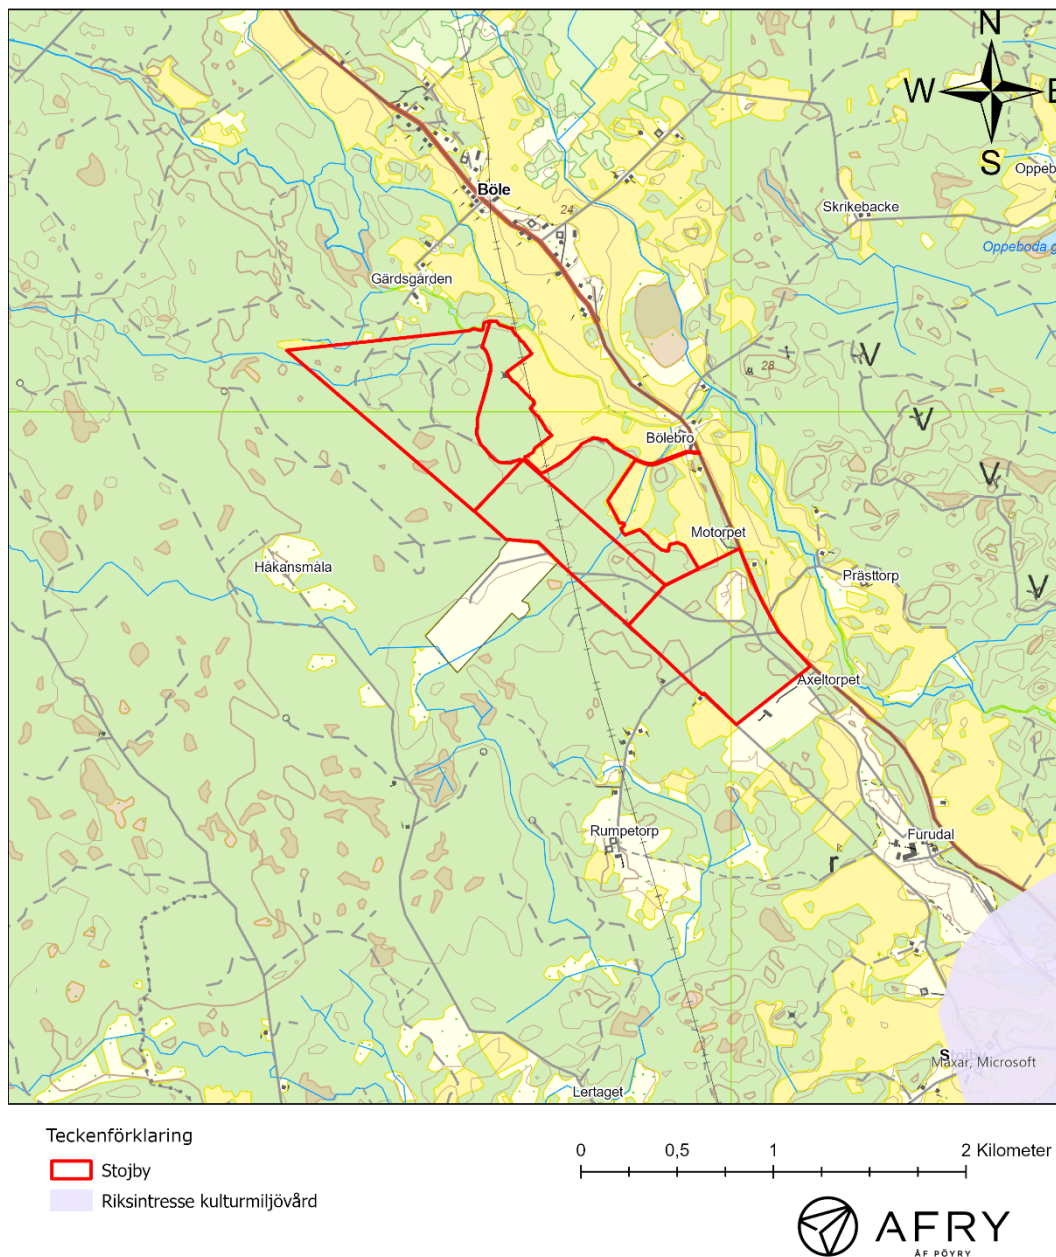 N
W
E
S
Böle
24
Skrikebacke
Oppeb
Oppeboda g
Gärdsgården
28
V
V
Bölebro
V
Motorpet
Håkansmåla
Prästtorp
V
Axeltorpet
Rumpetorp
Furudal
r
S
Maxar, Microsoft
Lertaget
Teckenförklaring
Stojby
Riksintresse kulturmiljövård
0 0,5 1 2 Kilometer
AFRY
ÅF PÖYRY